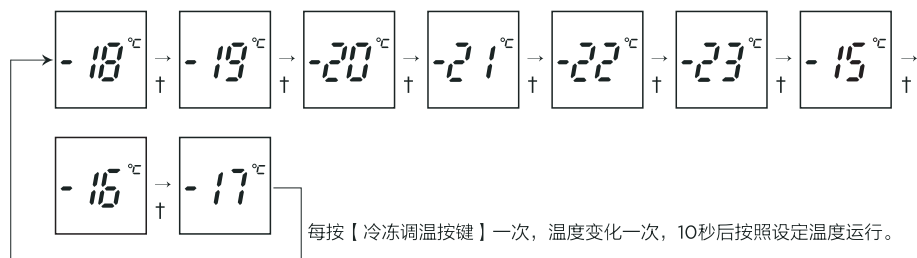 -18℃ → -19℃ → -20℃ → -21℃ → -22℃ → -23℃ → -15℃ →
† † † † † † †
-16℃ → -17℃
†
每按【冷冻调温按键】一次，温度变化一次，10秒后按照设定温度运行。